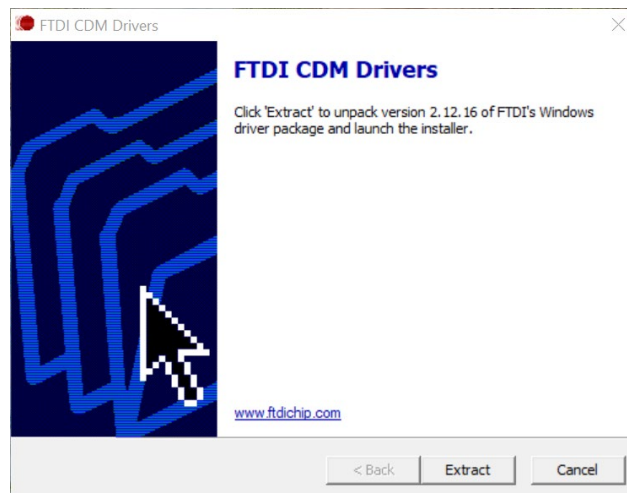 FTDI CDM Drivers
FTDI CDM Drivers
Click 'Extract' to unpack version 2.12.16 of FTDI's Windows
driver package and launch the installer.
www.ftdichip.com
< Back
Extract
Cancel